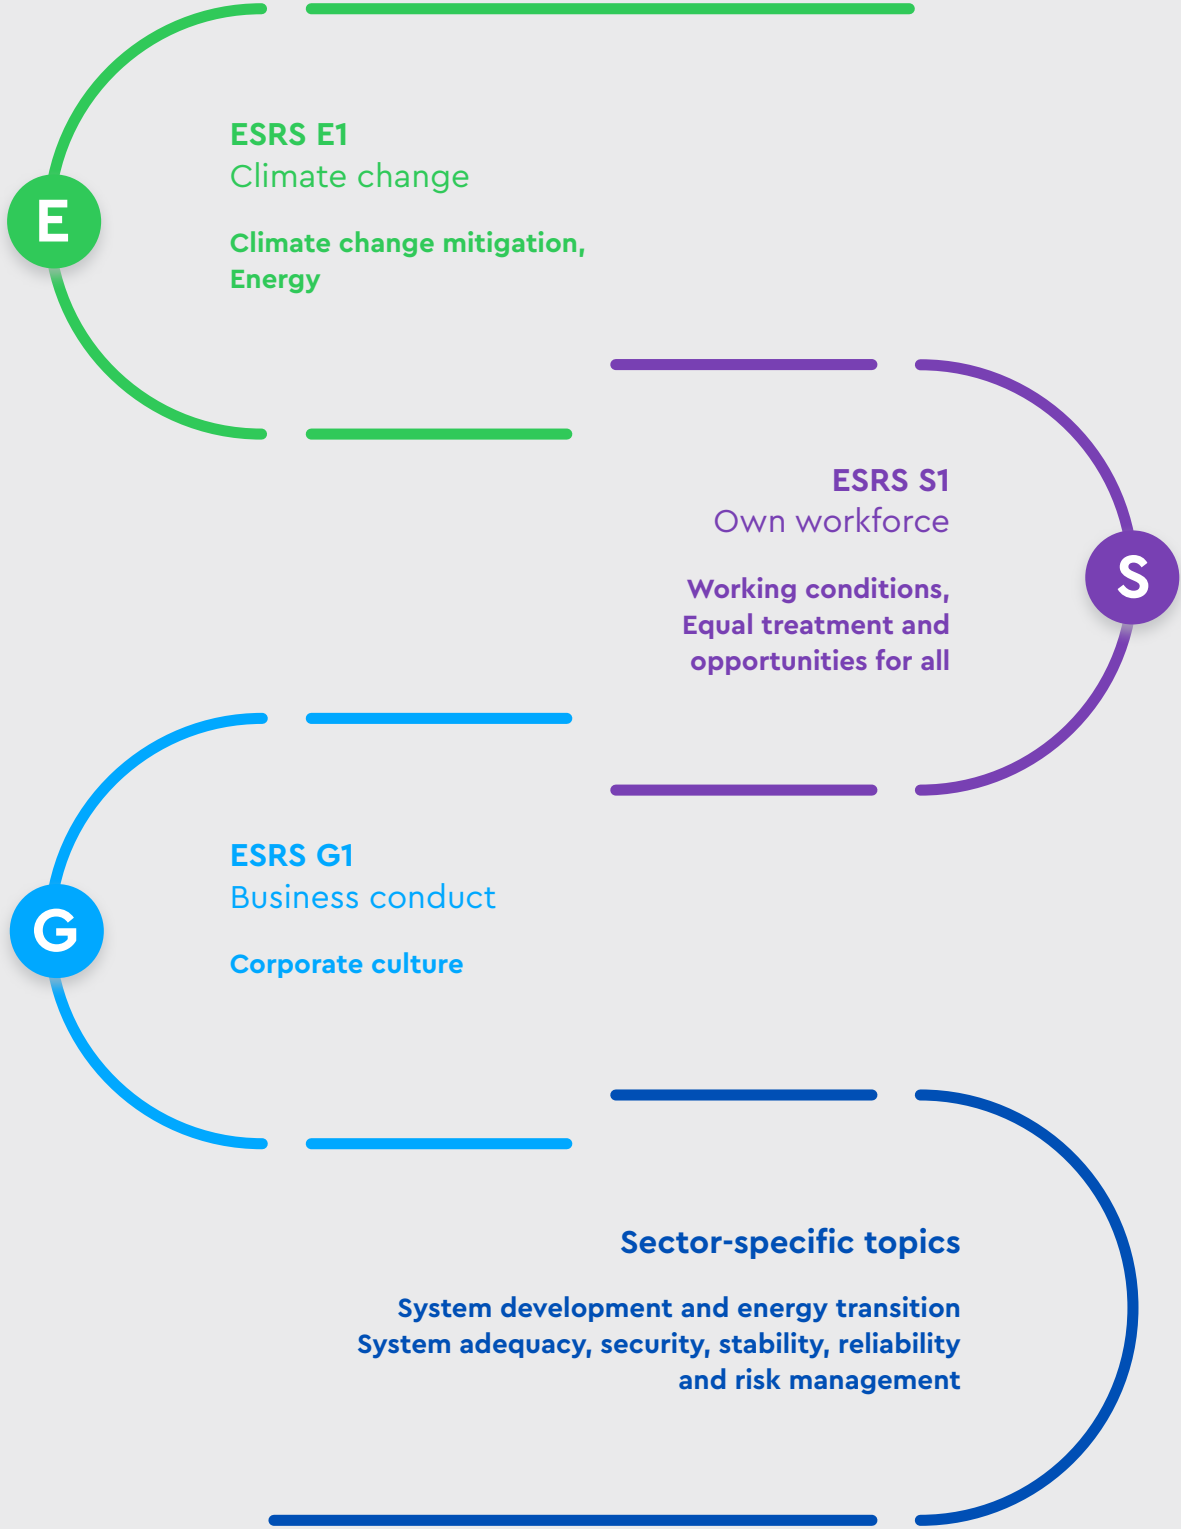 E
ESRS E1
Climate change
Climate change mitigation,
Energy
S
ESRS S1
Own workforce
Working conditions,
Equal treatment and
opportunities for all
G
ESRS G1
Business conduct
Corporate culture
Sector-specific topics
System development and energy transition
System adequacy, security, stability, reliability
and risk management